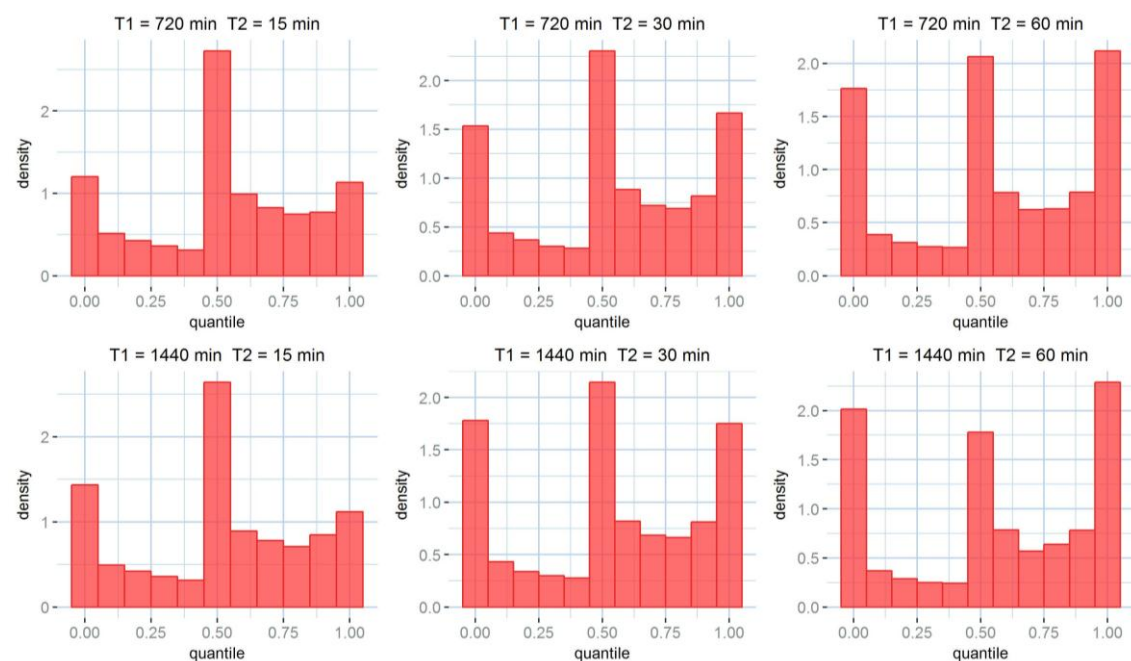 T1 = 720 min  T2 = 15 min
density
2
1
0
0.00 0.25 0.50 0.75 1.00
quantile
T1 = 720 min  T2 = 30 min
density
2.0
1.5
1.0
0.5
0.0
0.00 0.25 0.50 0.75 1.00
quantile
T1 = 720 min  T2 = 60 min
density
2.0
1.5
1.0
0.5
0.0
0.00 0.25 0.50 0.75 1.00
quantile
T1 = 1440 min  T2 = 15 min
density
2
1
0
0.00 0.25 0.50 0.75 1.00
quantile
T1 = 1440 min  T2 = 30 min
density
2.0
1.5
1.0
0.5
0.0
0.00 0.25 0.50 0.75 1.00
quantile
T1 = 1440 min  T2 = 60 min
density
2.0
1.5
1.0
0.5
0.0
0.00 0.25 0.50 0.75 1.00
quantile